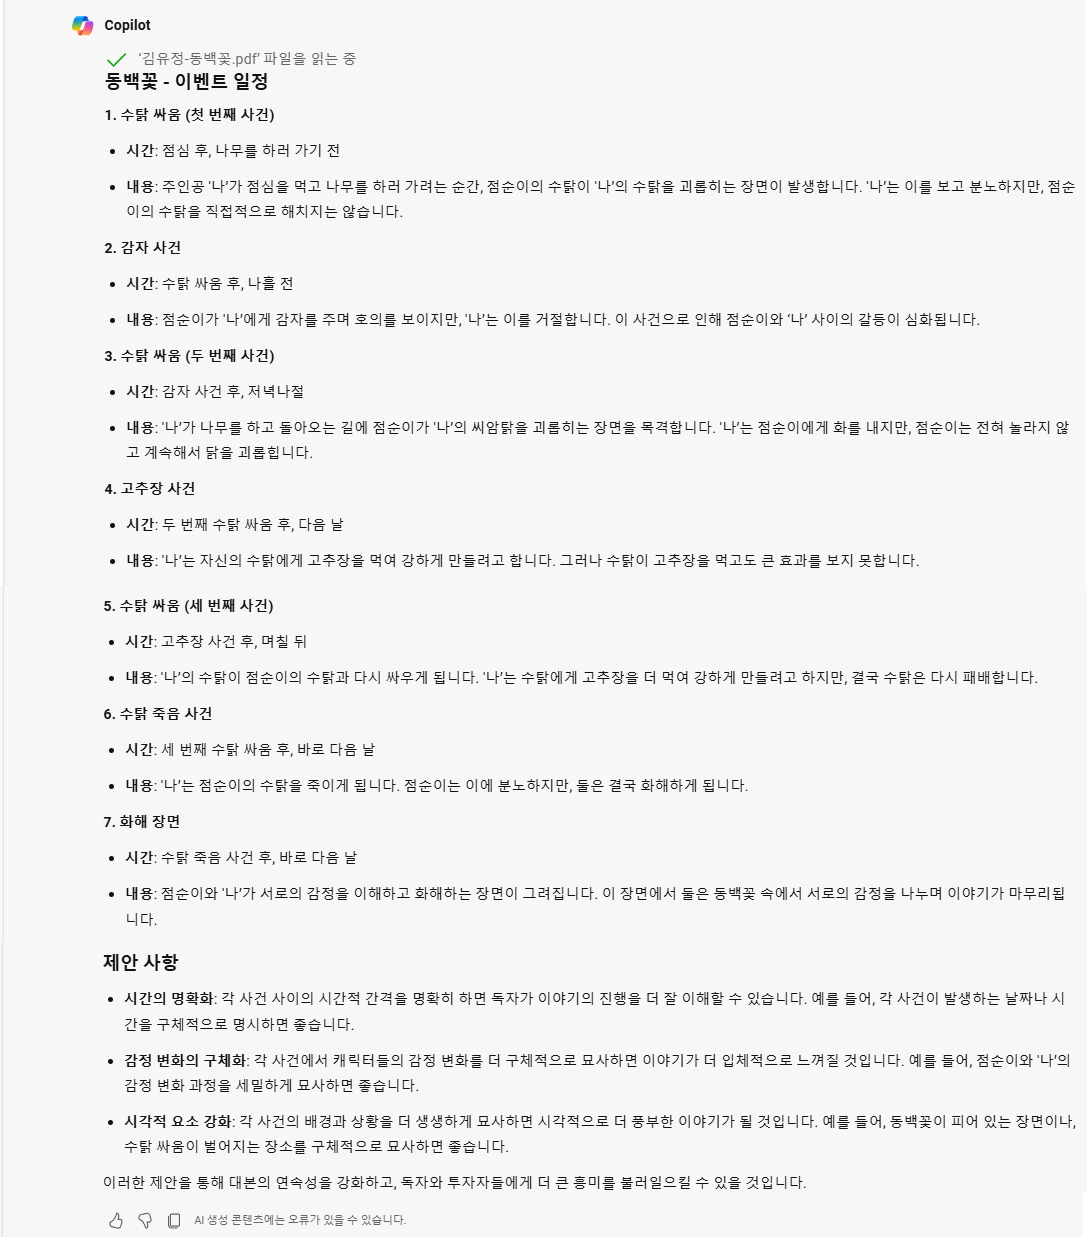 Copilot
'김유정-동백꽃.pdf' 파일을 읽는 중
동백꽃 - 이벤트 일정
1. 수탉 싸움 (첫 번째 사건)
• 시간: 점심 후, 나무를 하러 가기 전
• 내용: 주인공 '나'가 점심을 먹고 나무를 하러 가려는 순간, 점순이의 수탉이 '나'의 수탉을 괴롭히는 장면이 발생합니다. '나'는 이를 보고 분노하지만, 점순
이의 수탉을 직접적으로 해치지는 않습니다.
2. 감자 사건
• 시간: 수탉 싸움 후, 나흘 전
• 내용: 점순이가 '나'에게 감자를 주며 호의를 보이지만, '나'는 이를 거절합니다. 이 사건으로 인해 점순이와 '나' 사이의 갈등이 심화됩니다.
3. 수탉 싸움 (두 번째 사건)
• 시간: 감자 사건 후, 저녁나절
• 내용: '나'가 나무를 하고 돌아오는 길에 점순이가 '나'의 씨암탉을 괴롭히는 장면을 목격합니다. '나'는 점순이에게 화를 내지만, 점순이는 전혀 놀라지 않
고 계속해서 닭을 괴롭힙니다.
4. 고추장 사건
• 시간: 두 번째 수탉 싸움 후, 다음 날
• 내용: '나'는 자신의 수탉에게 고추장을 먹여 강하게 만들려고 합니다. 그러나 수탉이 고추장을 먹고도 큰 효과를 보지 못합니다.
5. 수탉 싸움 (세 번째 사건)
• 시간: 고추장 사건 후, 며칠 뒤
• 내용: '나'의 수탉이 점순이의 수탉과 다시 싸우게 됩니다. '나'는 수탉에게 고추장을 더 먹여 강하게 만들려고 하지만, 결국 수탉은 다시 패배합니다.
6. 수탉 죽음 사건
• 시간: 세 번째 수탉 싸움 후, 바로 다음 날
• 내용: '나'는 점순이의 수탉을 죽이게 됩니다. 점순이는 이에 분노하지만, 둘은 결국 화해하게 됩니다.
7. 화해 장면
• 시간: 수탉 죽음 사건 후, 바로 다음 날
• 내용: 점순이와 '나'가 서로의 감정을 이해하고 화해하는 장면이 그려집니다. 이 장면에서 둘은 동백꽃 속에서 서로의 감정을 나누며 이야기가 마무리됩
니다.
제안 사항
• 시간의 명확화: 각 사건 사이의 시간적 간격을 명확히 하면 독자가 이야기의 진행을 더 잘 이해할 수 있습니다. 예를 들어, 각 사건이 발생하는 날짜나 시
간을 구체적으로 명시하면 좋습니다.
• 감정 변화의 구체화: 각 사건에서 캐릭터들의 감정 변화를 더 구체적으로 묘사하면 이야기가 더 입체적으로 느껴질 것입니다. 예를 들어, 점순이와 '나'의
감정 변화 과정을 세밀하게 묘사하면 좋습니다.
• 시각적 요소 강화: 각 사건의 배경과 상황을 더 생생하게 묘사하면 시각적으로 더 풍부한 이야기가 될 것입니다. 예를 들어, 동백꽃이 피어 있는 장면이나,
수탉 싸움이 벌어지는 장소를 구체적으로 묘사하면 좋습니다.
이러한 제안을 통해 대본의 연속성을 강화하고, 독자와 투자자들에게 더 큰 흥미를 불러일으킬 수 있을 것입니다.
AI 생성 콘텐츠에는 오류가 있을 수 있습니다.